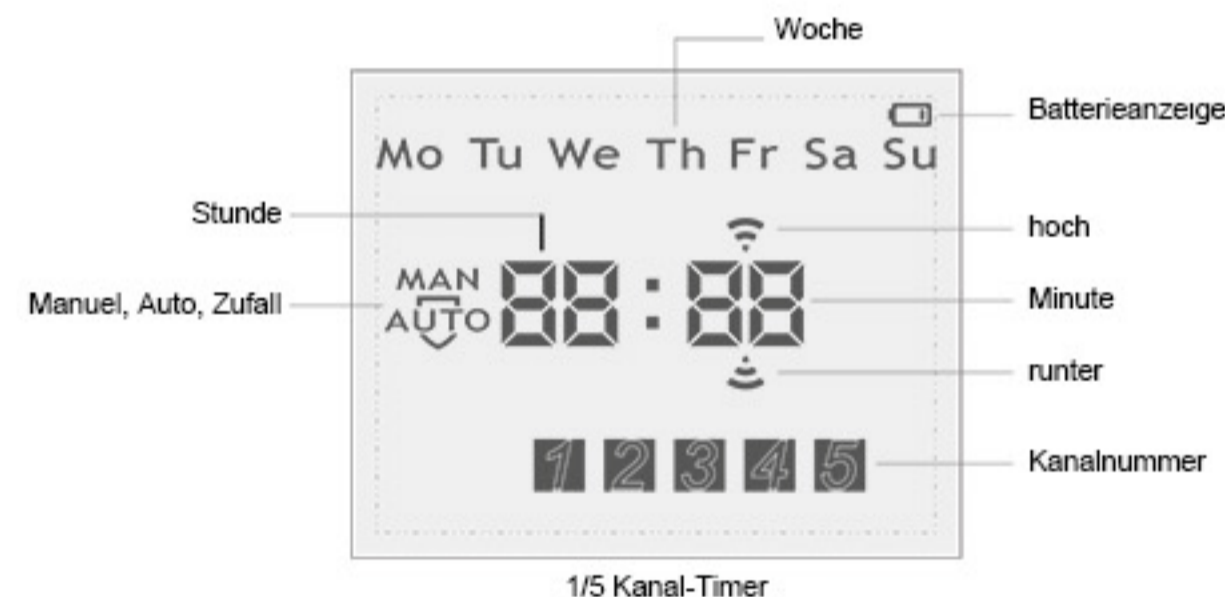 Woche
Batterieanzeige
Mo Tu We Th Fr Sa Su
Stunde
hoch
MAN
AUTO
88:88
Manuel, Auto, Zufall
Minute
runter
1 2 3 4 5
Kanalnummer
1/5 Kanal-Timer